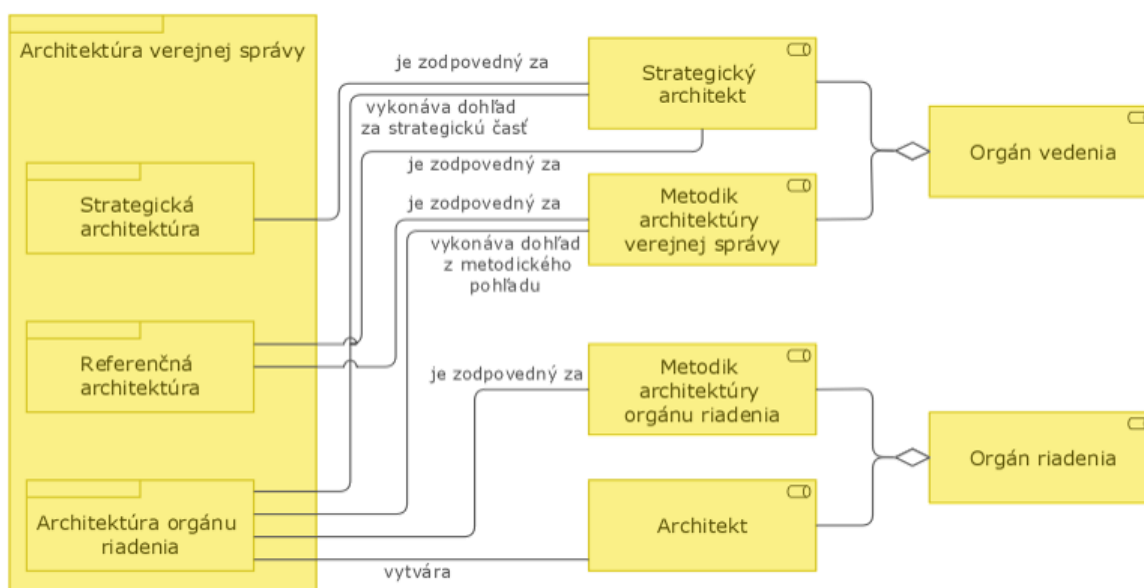 Architektúra verejnej správy
je zodpovedný za
Strategický
architekt
vykonáva dohľad
za strategickú časť
Orgán vedenia
je zodpovedný za
Strategická
architektúra
je zodpovedný za
Metodik
architektúry
verejnej správy
vykonáva dohľad
z metodického
pohľadu
Referenčná
architektúra
je zodpovedný za
Metodik
architektúry
orgánu riadenia
Orgán riadenia
Architektúra orgánu
riadenia
Architekt
vytvára